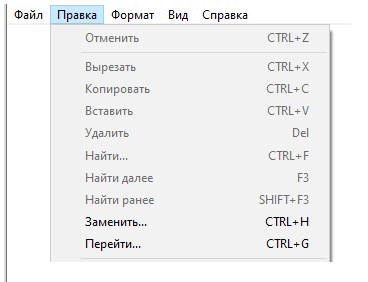 Файл Правка Формат Вид Справка
Отменить CTRL+Z
Вырезать CTRL+X
Копировать CTRL+C
Вставить CTRL+V
Удалить Del
Найти... CTRL+F
Найти далее F3
Найти ранее SHIFT+F3
Заменить... CTRL+H
Перейти... CTRL+G